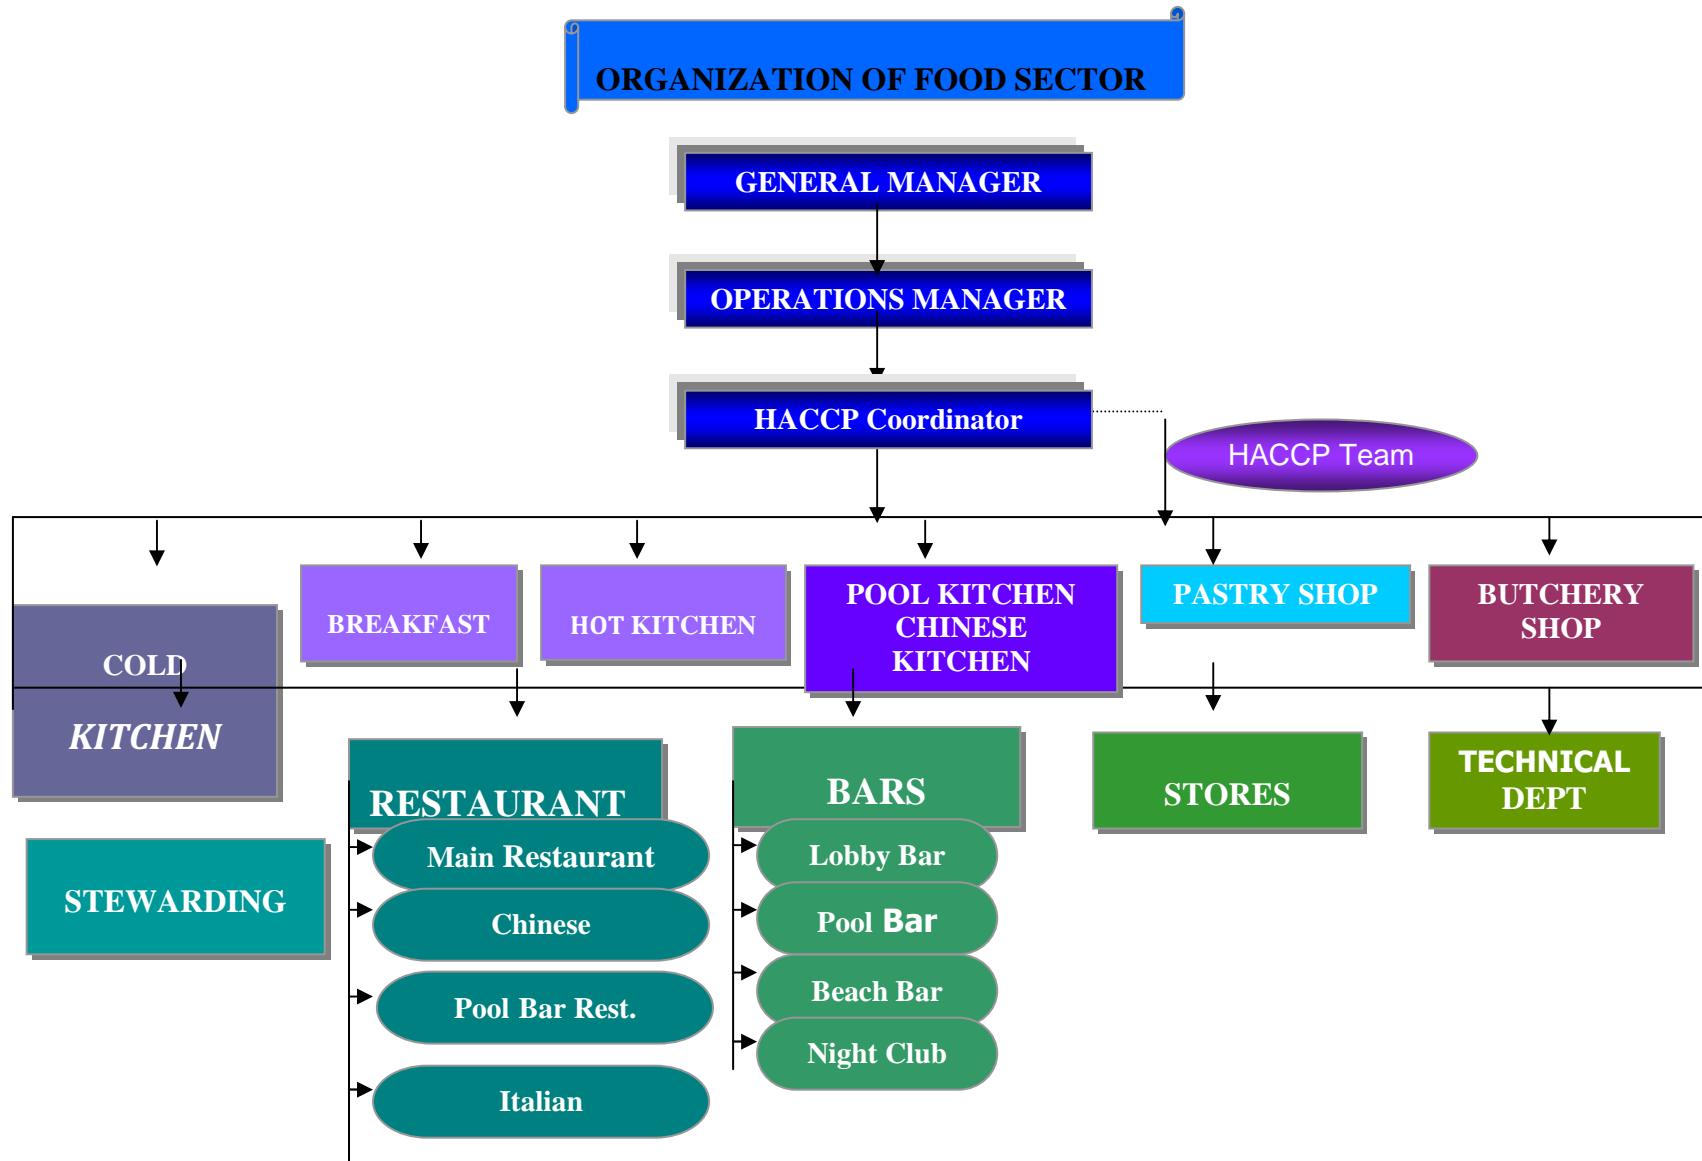 ORGANIZATION OF FOOD SECTOR
GENERAL MANAGER
OPERATIONS MANAGER
HACCP Coordinator
HACCP Team
COLD
KITCHEN
BREAKFAST
HOT KITCHEN
POOL KITCHEN
CHINESE
KITCHEN
PASTRY SHOP
BUTCHERY
SHOP
STEWARDING
RESTAURANT
Main Restaurant
Chinese
Pool Bar Rest.
Italian
BARS
Lobby Bar
Pool Bar
Beach Bar
Night Club
STORES
TECHNICAL
DEPT